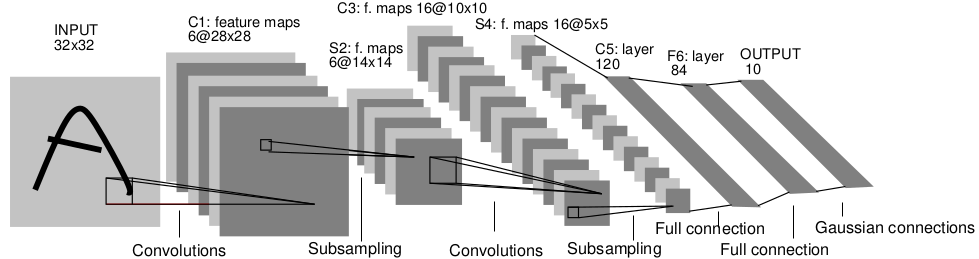 INPUT
32x32
C1: feature maps
6@28x28
S2: f. maps
6@14x14
C3: f. maps 16@10x10
S4: f. maps 16@5x5
C5: layer
120
F6: layer
84
OUTPUT
10
Convolutions
Subsampling
Convolutions
Subsampling
Full connection
Full connection
Gaussian connections
A